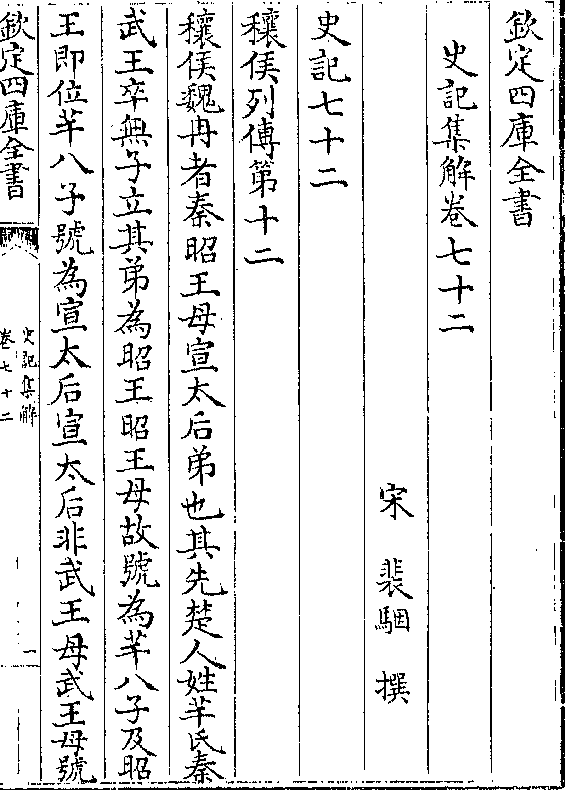 欽定四庫全書
史記集解卷七十二
宋 裴駰 撰
史記七十二
穰侯列傳第十二
穰侯魏冉者秦昭王母宣太后弟也其先楚人姓芊氏秦
武王卒無子立其弟為昭王昭王母故號為芊八子及昭
王即位芊八子號為宣太后宣太后非武王母武王母號
欽定四庫全書
史記集解
卷七十二
一